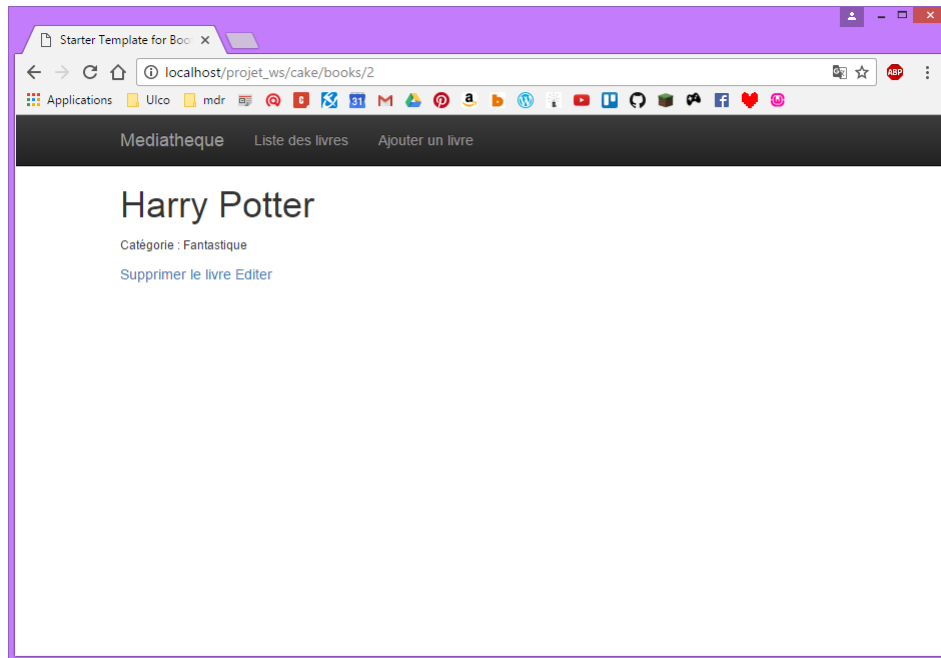 Starter Template for Boo
localhost/projet_ws/cake/books/2
ABP
Applications Ulco mdr 31
Mediatheque Liste des livres Ajouter un livre
Harry Potter
Catégorie : Fantastique
Supprimer le livre Editer